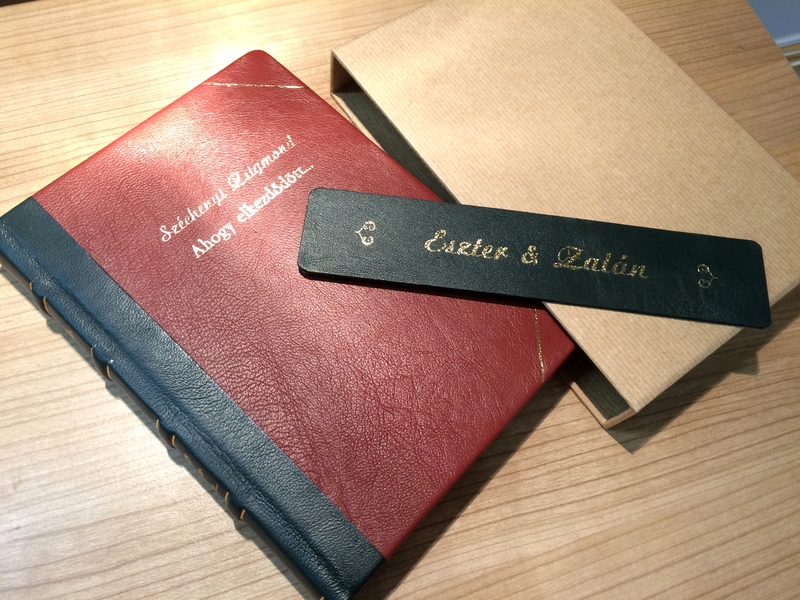 Széchenyi Zsigmond
Ahogy elkezdődött...
Eszter & Zalán